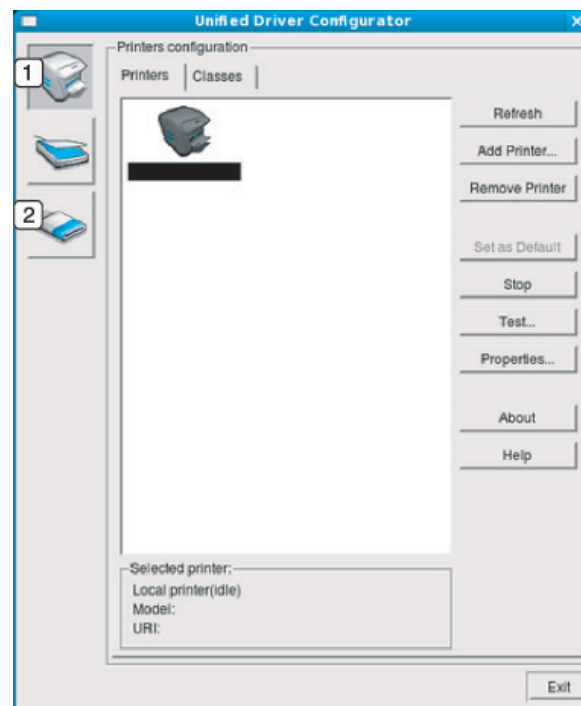 Unified Driver Configurator
1
2
Printers configuration
Printers Classes
Refresh
Add Printer...
Remove Printer
Set as Default
Stop
Test...
Properties...
About
Help
Selected printer:
Local printer(idle)
Model:
URI:
Exit